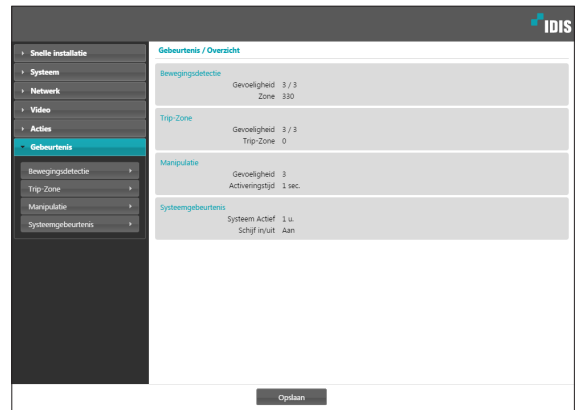 IDIS
Snelle installatie
Systeem
Netwerk
Video
Acties
Gebeurtenis
Bewegingsdetectie
Trip-Zone
Manipulatie
Systeemgebeurtenis
Gebeurtenis / Overzicht
Bewegingsdetectie
Gevoeligheid 3 / 3
Zone 330
Trip-Zone
Gevoeligheid 3 / 3
Trip-Zone 0
Manipulatie
Gevoeligheid 3
Activeringstijd 1 sec.
Systeemgebeurtenis
Systeem Actief 1 u.
Schijf in/uit Aan
Opslaan